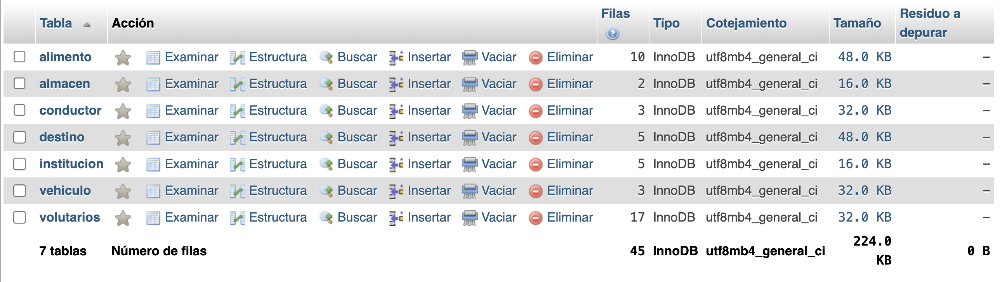 Tabla Acción Filas Tipo Cotejamiento Tamaño Residuo a depurar
alimento Examinar Estructura Buscar Insertar Vaciar Eliminar 10 InnoDB utf8mb4_general_ci 48.0 KB –
almacen Examinar Estructura Buscar Insertar Vaciar Eliminar 2 InnoDB utf8mb4_general_ci 16.0 KB –
conductor Examinar Estructura Buscar Insertar Vaciar Eliminar 3 InnoDB utf8mb4_general_ci 32.0 KB –
destino Examinar Estructura Buscar Insertar Vaciar Eliminar 5 InnoDB utf8mb4_general_ci 48.0 KB –
institucion Examinar Estructura Buscar Insertar Vaciar Eliminar 5 InnoDB utf8mb4_general_ci 16.0 KB –
vehiculo Examinar Estructura Buscar Insertar Vaciar Eliminar 3 InnoDB utf8mb4_general_ci 32.0 KB –
volutarios Examinar Estructura Buscar Insertar Vaciar Eliminar 17 InnoDB utf8mb4_general_ci 32.0 KB –
7 tablas Número de filas 45 InnoDB utf8mb4_general_ci 224.0 KB 0 B